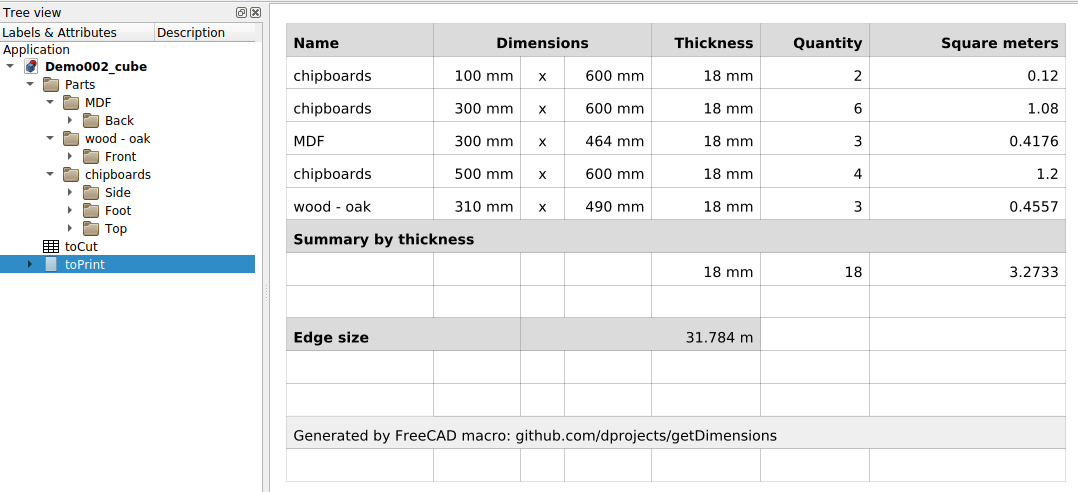 Tree view
Labels & Attributes Description
Application
Demo002_cube
Parts
MDF
Back
wood - oak
Front
chipboards
Side
Foot
Top
toCut
toPrint
Name Dimensions Thickness Quantity Square meters
chipboards 100 mm x 600 mm 18 mm 2 0.12
chipboards 300 mm x 600 mm 18 mm 6 1.08
MDF 300 mm x 464 mm 18 mm 3 0.4176
chipboards 500 mm x 600 mm 18 mm 4 1.2
wood - oak 310 mm x 490 mm 18 mm 3 0.4557
Summary by thickness
18 mm 18 3.2733
Edge size 31.784 m
Generated by FreeCAD macro: github.com/dprojects/getDimensions